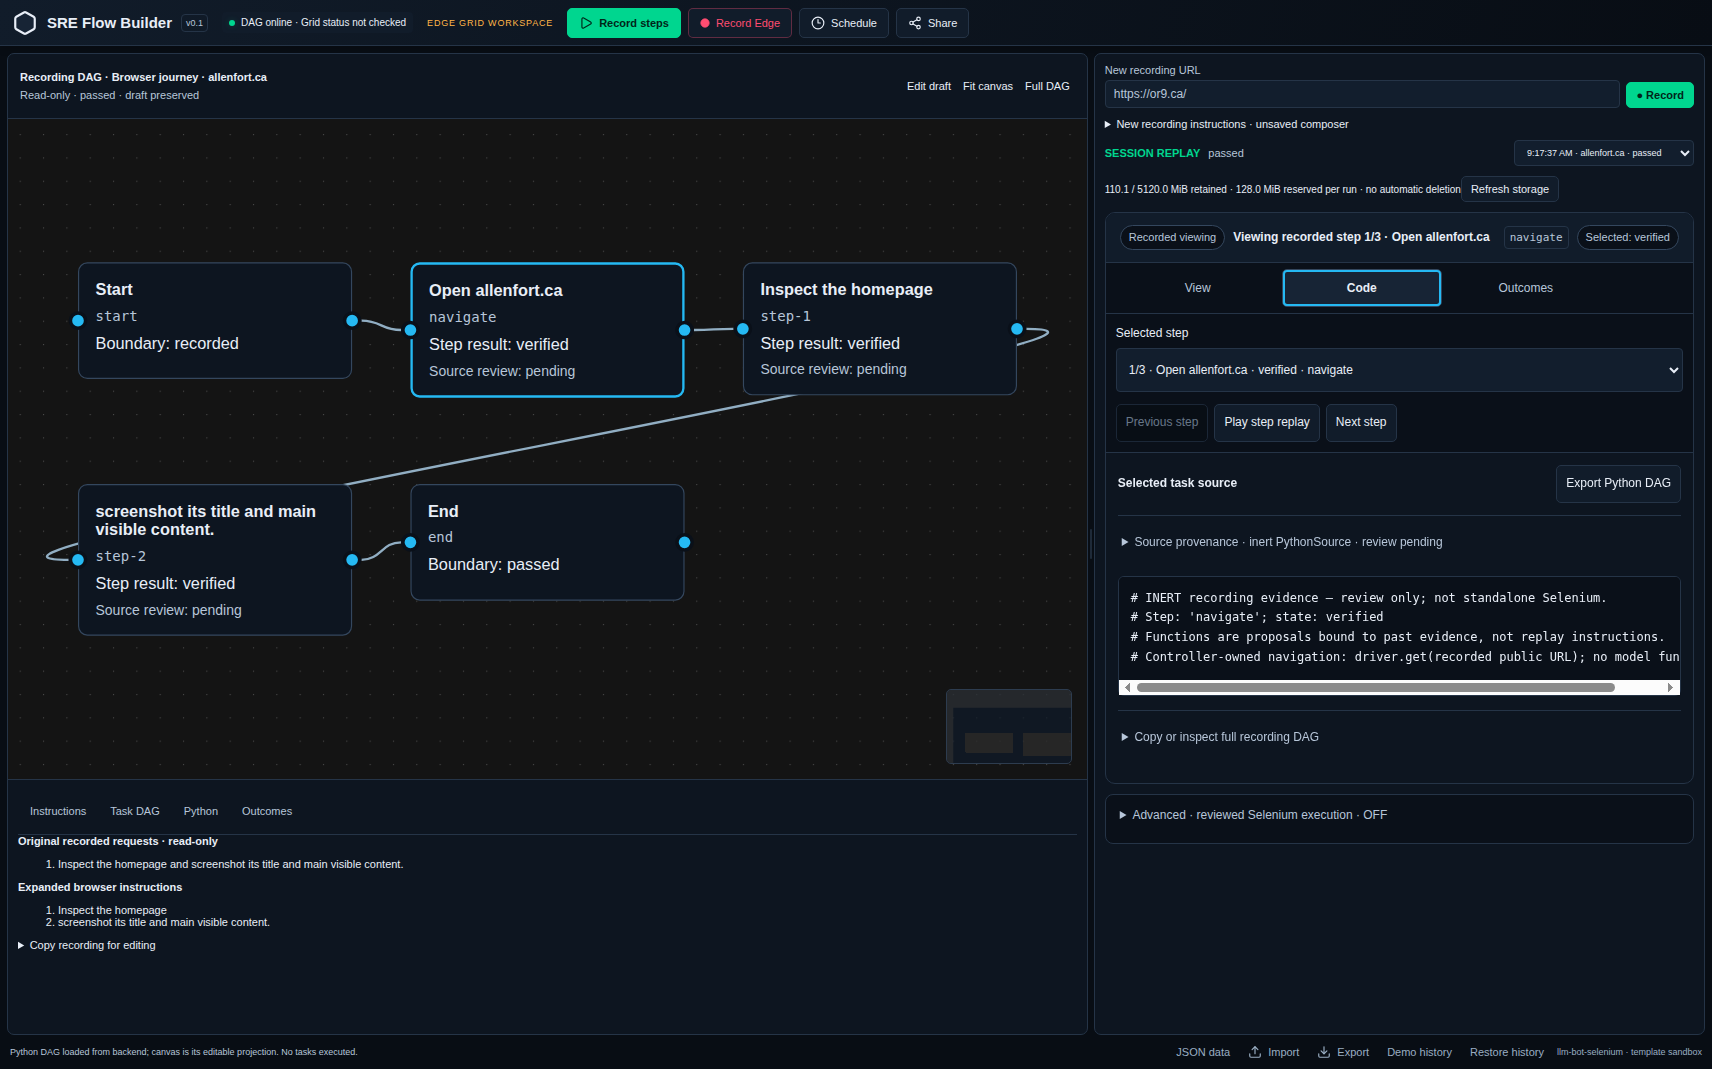 SRE Flow Builder
v0.1
DAG online · Grid status not checked
EDGE GRID WORKSPACE
Record steps
Record Edge
Schedule
Share
Recording DAG · Browser journey · allenfort.ca
Read-only · passed · draft preserved
Edit draft
Fit canvas
Full DAG
Start
start
Boundary: recorded
Open allenfort.ca
navigate
Step result: verified
Source review: pending
Inspect the homepage
step-1
Step result: verified
Source review: pending
screenshot its title and main
visible content.
step-2
Step result: verified
Source review: pending
End
end
Boundary: passed
Instructions
Task DAG
Python
Outcomes
Original recorded requests · read-only
1. Inspect the homepage and screenshot its title and main visible content.
Expanded browser instructions
1. Inspect the homepage
2. screenshot its title and main visible content.
Copy recording for editing
New recording URL
https://or9.ca/
● Record
New recording instructions · unsaved composer
SESSION REPLAY passed
9:17:37 AM · allenfort.ca · passed
110.1 / 5120.0 MiB retained · 128.0 MiB reserved per run · no automatic deletion
Refresh storage
Recorded viewing
Viewing recorded step 1/3 · Open allenfort.ca
navigate
Selected: verified
View
Code
Outcomes
Selected step
1/3 · Open allenfort.ca · verified · navigate
Previous step
Play step replay
Next step
Selected task source
Export Python DAG
Source provenance · inert PythonSource · review pending
# INERT recording evidence — review only; not standalone Selenium.
# Step: 'navigate'; state: verified
# Functions are proposals bound to past evidence, not replay instructions.
# Controller-owned navigation: driver.get(recorded public URL); no model fun
Copy or inspect full recording DAG
Advanced · reviewed Selenium execution · OFF
Python DAG loaded from backend; canvas is its editable projection. No tasks executed.
JSON data
Import
Export
Demo history
Restore history
llm-bot-selenium · template sandbox